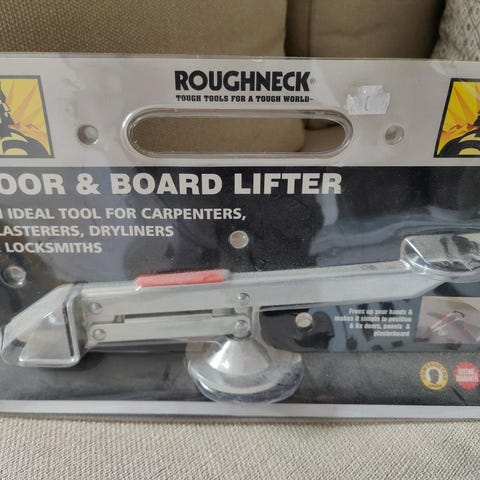 ROUGHNECK®
TOUGH TOOLS FOR A TOUGH WORLD™
OOR & BOARD LIFTER
IDEAL TOOL FOR CARPENTERS,
LASTERERS, DRYLINERS
LOCKSMITHS
Frees up your hands &
makes it simple to position
& fix doors, panels &
plasterboard